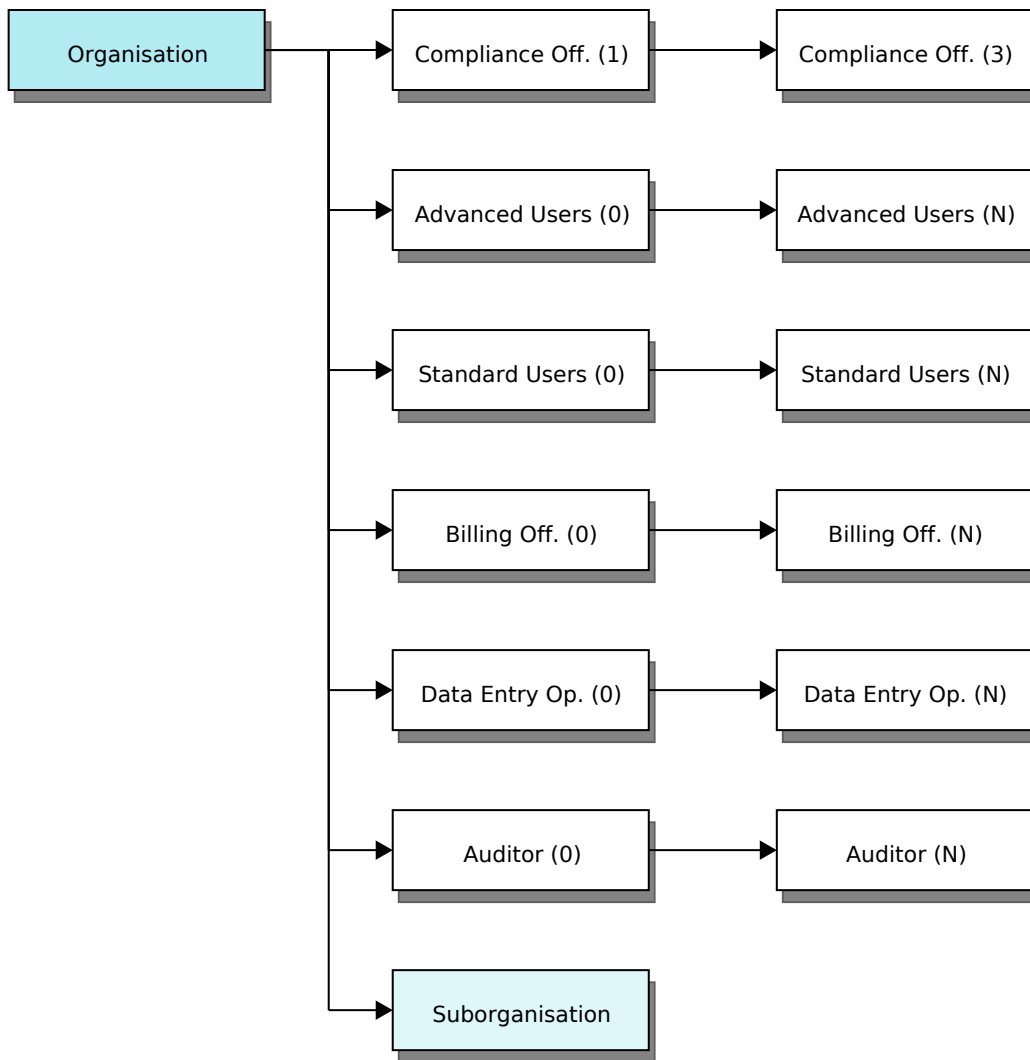 Organisation
Compliance Off. (1)
Compliance Off. (3)
Advanced Users (0)
Advanced Users (N)
Standard Users (0)
Standard Users (N)
Billing Off. (0)
Billing Off. (N)
Data Entry Op. (0)
Data Entry Op. (N)
Auditor (0)
Auditor (N)
Suborganisation